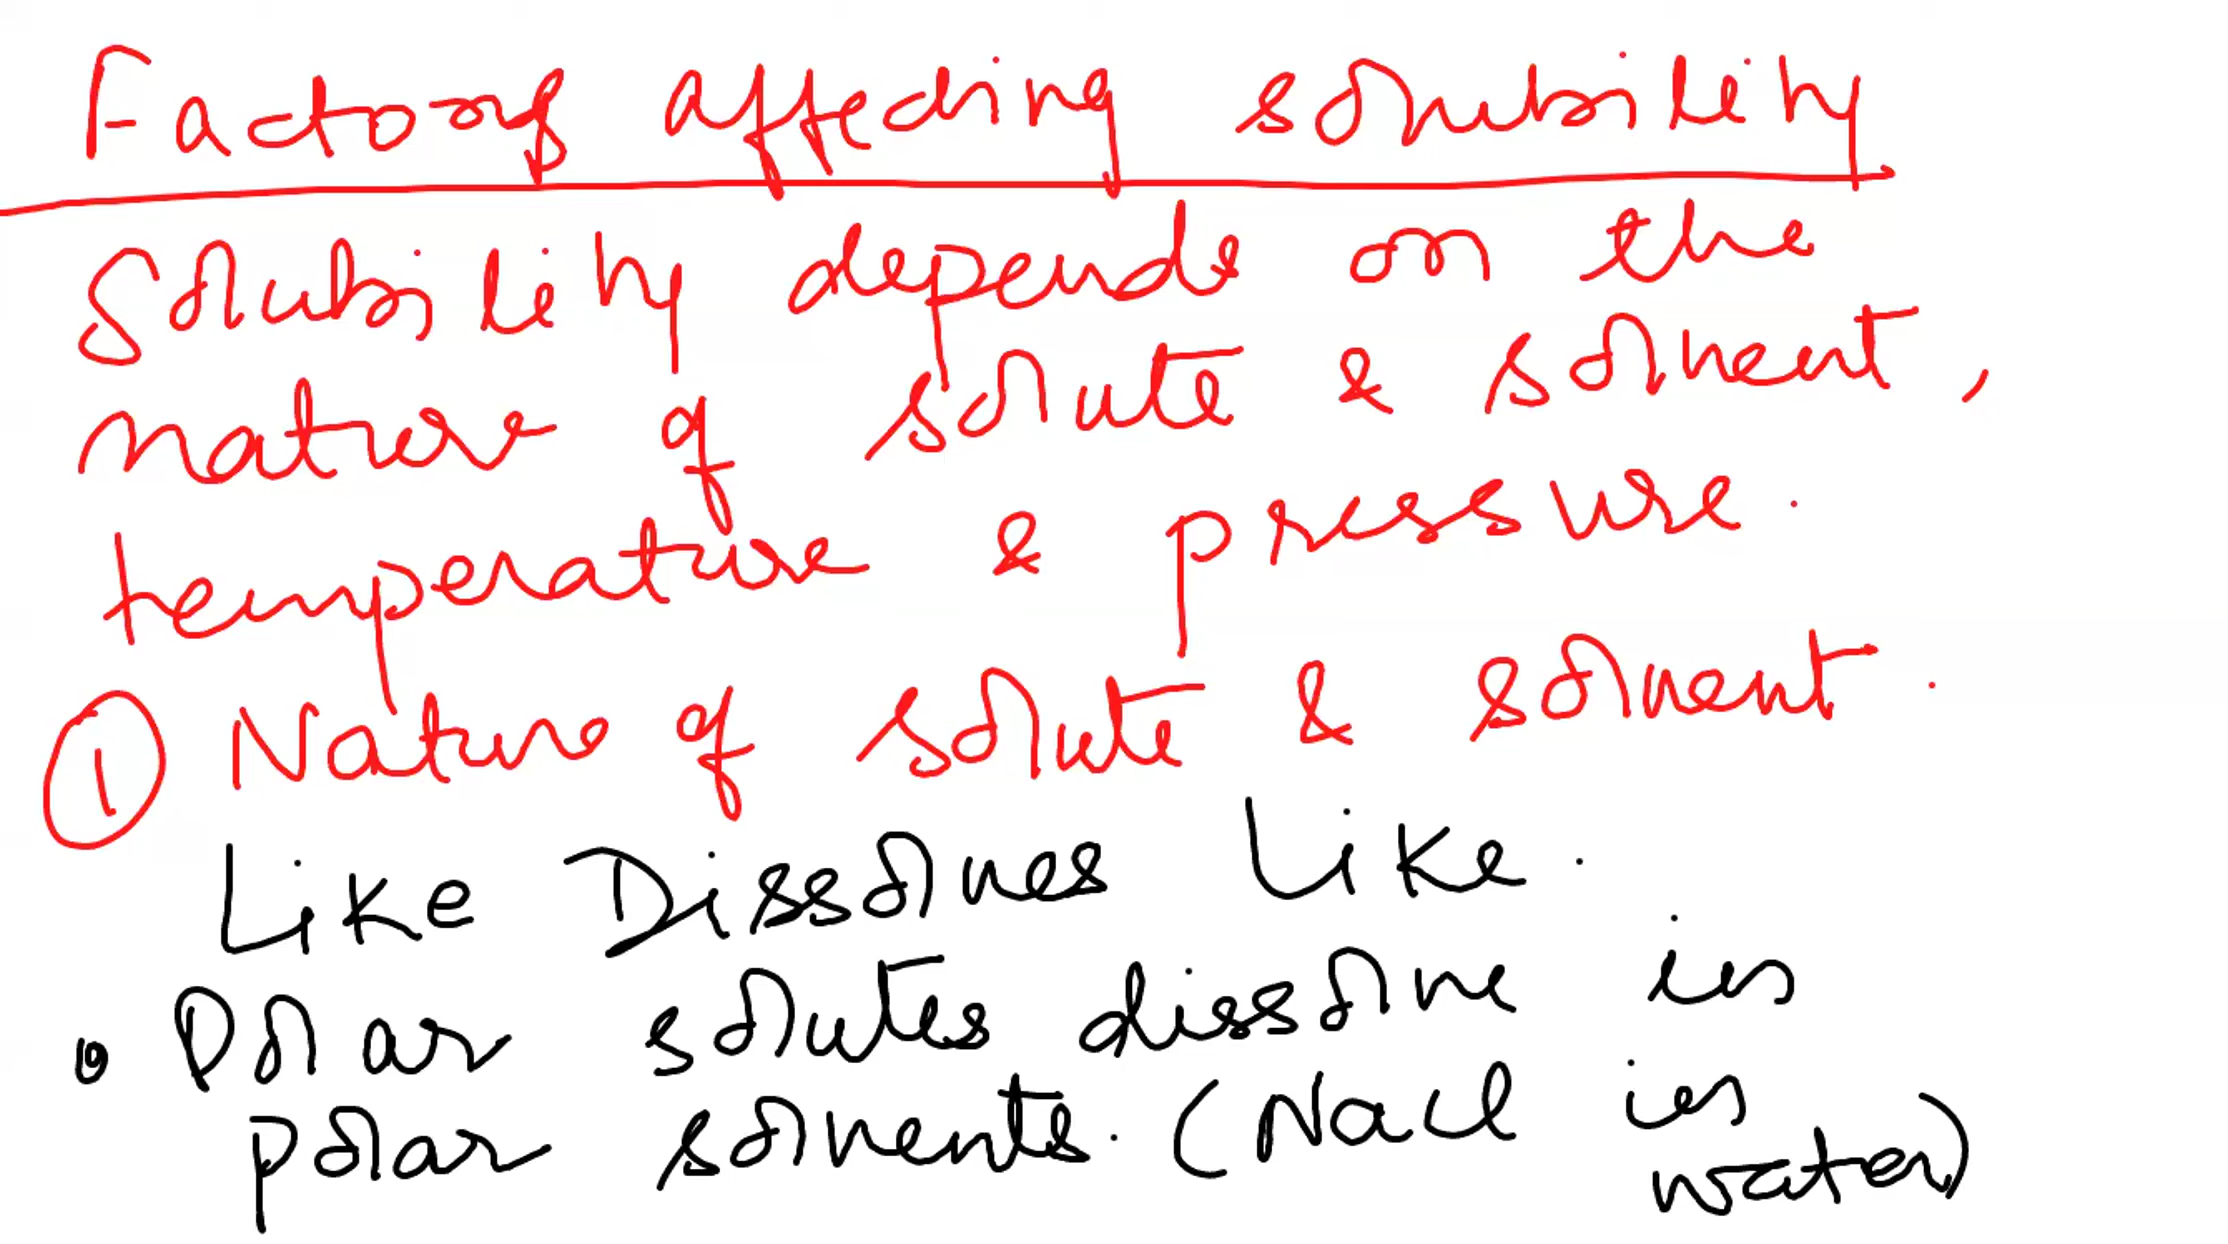 Factors affecting solubility
Solubility depends on the
nature of solute & solvent,
temperature & pressure.
① Nature of solute & solvent.
Like Dissolves Like.
• Polar solutes dissolve in
polar solvents. (NaCl in
water)